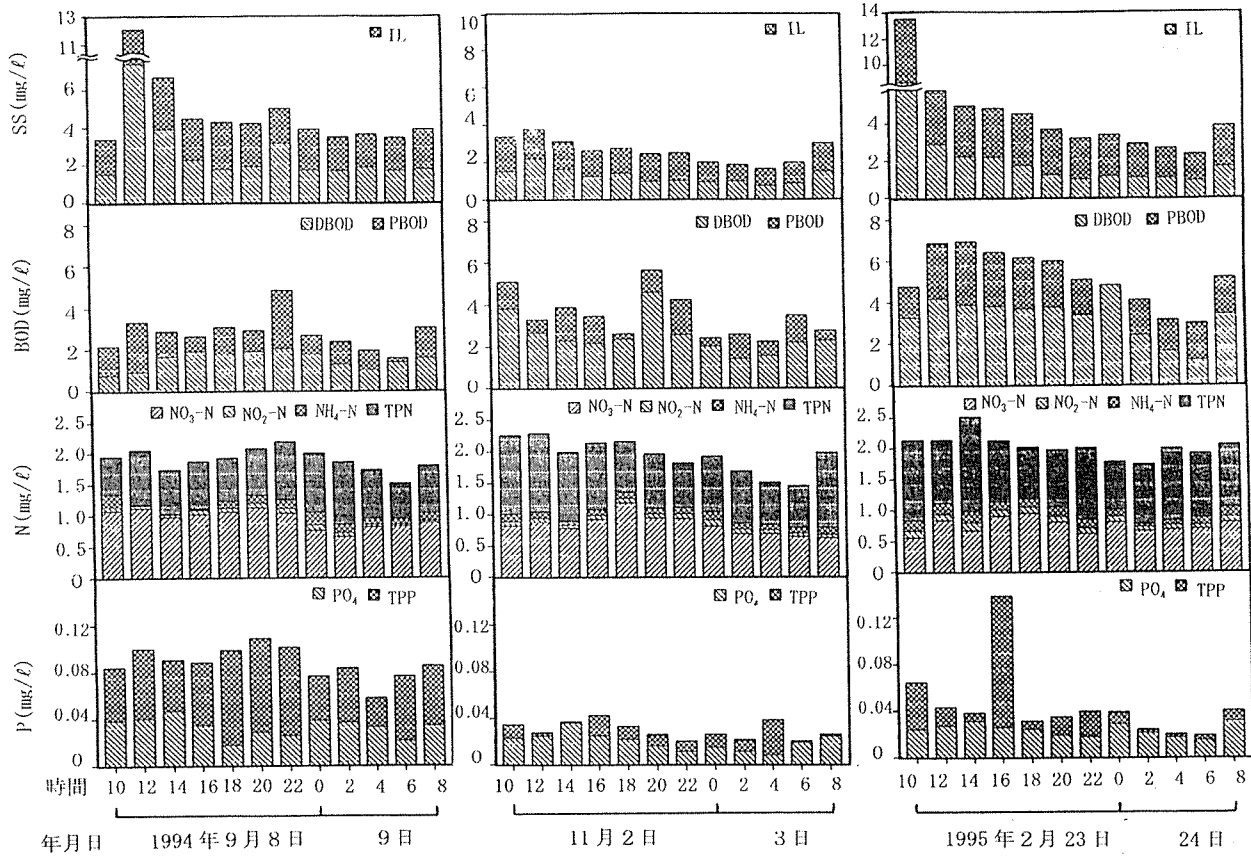 SS (mg/ℓ)
13
11
6
4
2
0
IL
10
8
6
4
2
0
IL
14
12
10
6
4
2
0
IL
BOD (mg/ℓ)
8
6
4
2
0
DBOD PBOD
8
6
4
2
0
DBOD PBOD
8
6
4
2
0
DBOD PBOD
N (mg/ℓ)
2.5
2.0
1.5
1.0
0.5
0
NO₃-N NO₂-N NH₄-N TPN
2.5
2.0
1.5
1.0
0.5
0
NO₃-N NO₂-N NH₄-N TPN
2.5
2.0
1.5
1.0
0.5
0
NO₃-N NO₂-N NH₄-N TPN
P (mg/ℓ)
0.12
0.08
0.04
0
PO₄ TPP
0.12
0.08
0.04
0
PO₄ TPP
0.12
0.08
0.04
0
PO₄ TPP
時間 10 12 14 16 18 20 22 0 2 4 6 8
10 12 14 16 18 20 22 0 2 4 6 8
10 12 14 16 18 20 22 0 2 4 6 8
年月日 1994年9月8日 9日
11月2日 3日
1995年2月23日 24日